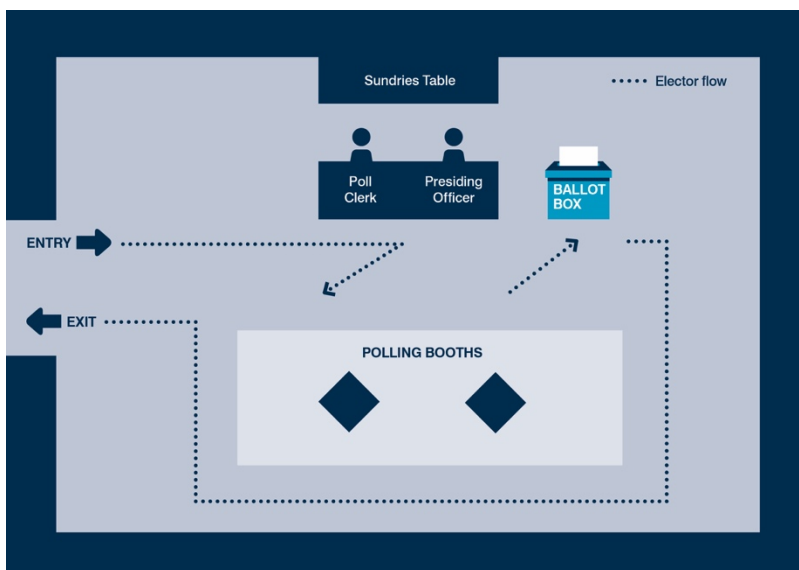 Sundries Table
Elector flow
Poll
Clerk
Presiding
Officer
BALLOT
BOX
ENTRY
EXIT
POLLING BOOTHS